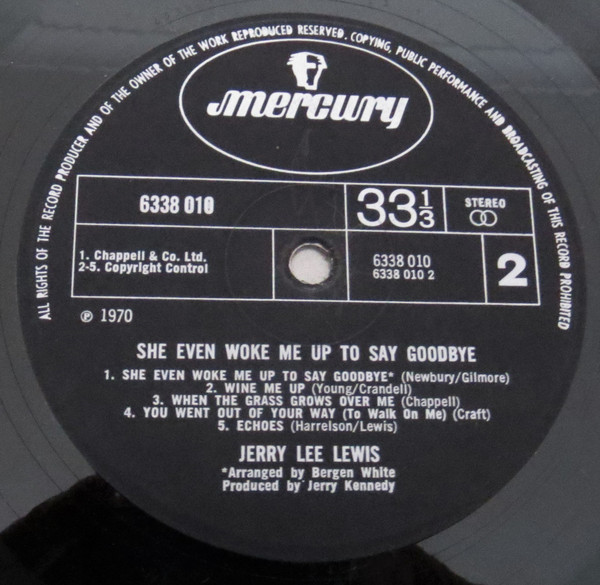 ALL RIGHTS OF THE RECORD PRODUCER AND OF THE OWNER OF THE WORK REPRODUCED RESERVED. COPYING, PUBLIC PERFORMANCE AND BROADCASTING OF THIS RECORD PROHIBITED
mercury
6338 010
33 1/3
STEREO
1. Chappell & Co. Ltd.
2-5. Copyright Control
6338 010
6338 010 2
2
℗ 1970
SHE EVEN WOKE ME UP TO SAY GOODBYE
1. SHE EVEN WOKE ME UP TO SAY GOODBYE* (Newbury/Gilmore)
2. WINE ME UP (Young/Crandell)
3. WHEN THE GRASS GROWS OVER ME (Chappell)
4. YOU WENT OUT OF YOUR WAY (To Walk On Me) (Craft)
5. ECHOES (Harrelson/Lewis)
JERRY LEE LEWIS
*Arranged by Bergen White
Produced by Jerry Kennedy